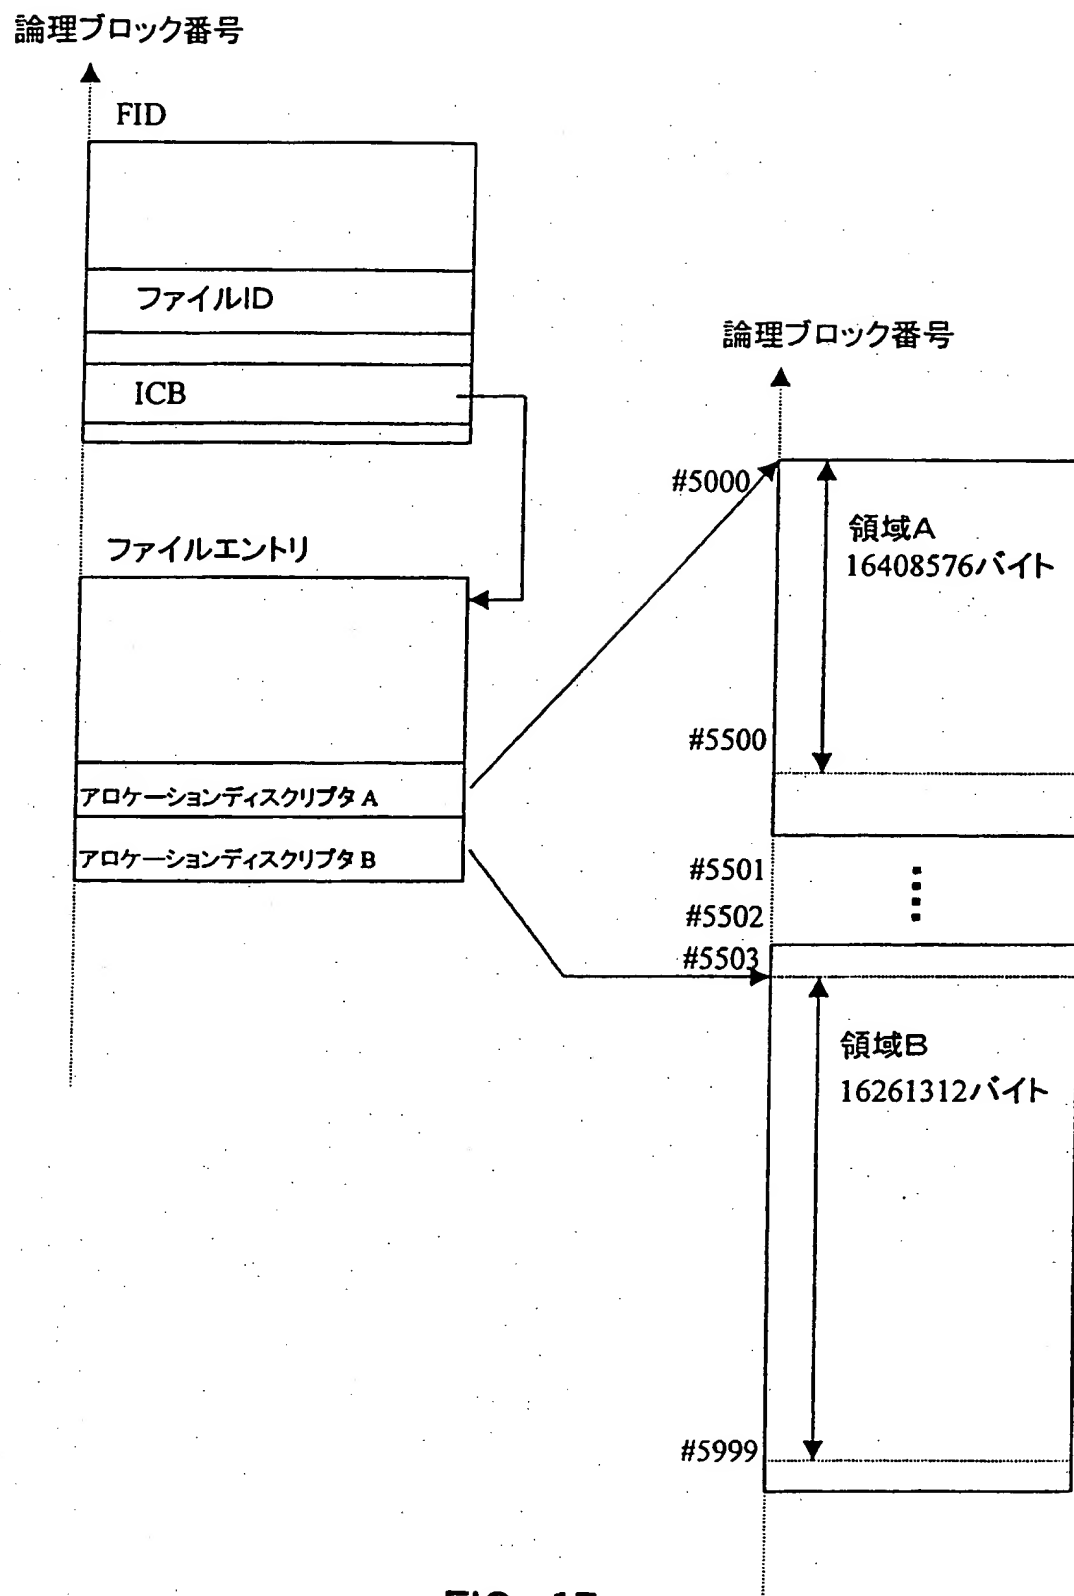 論理ブロック番号
FID
ファイルID
ICB
ファイルエントリ
アロケーションディスクリプタ A
アロケーションディスクリプタ B
論理ブロック番号
#5000
領域A
16408576バイト
#5500
#5501
#5502
#5503
領域B
16261312バイト
#5999